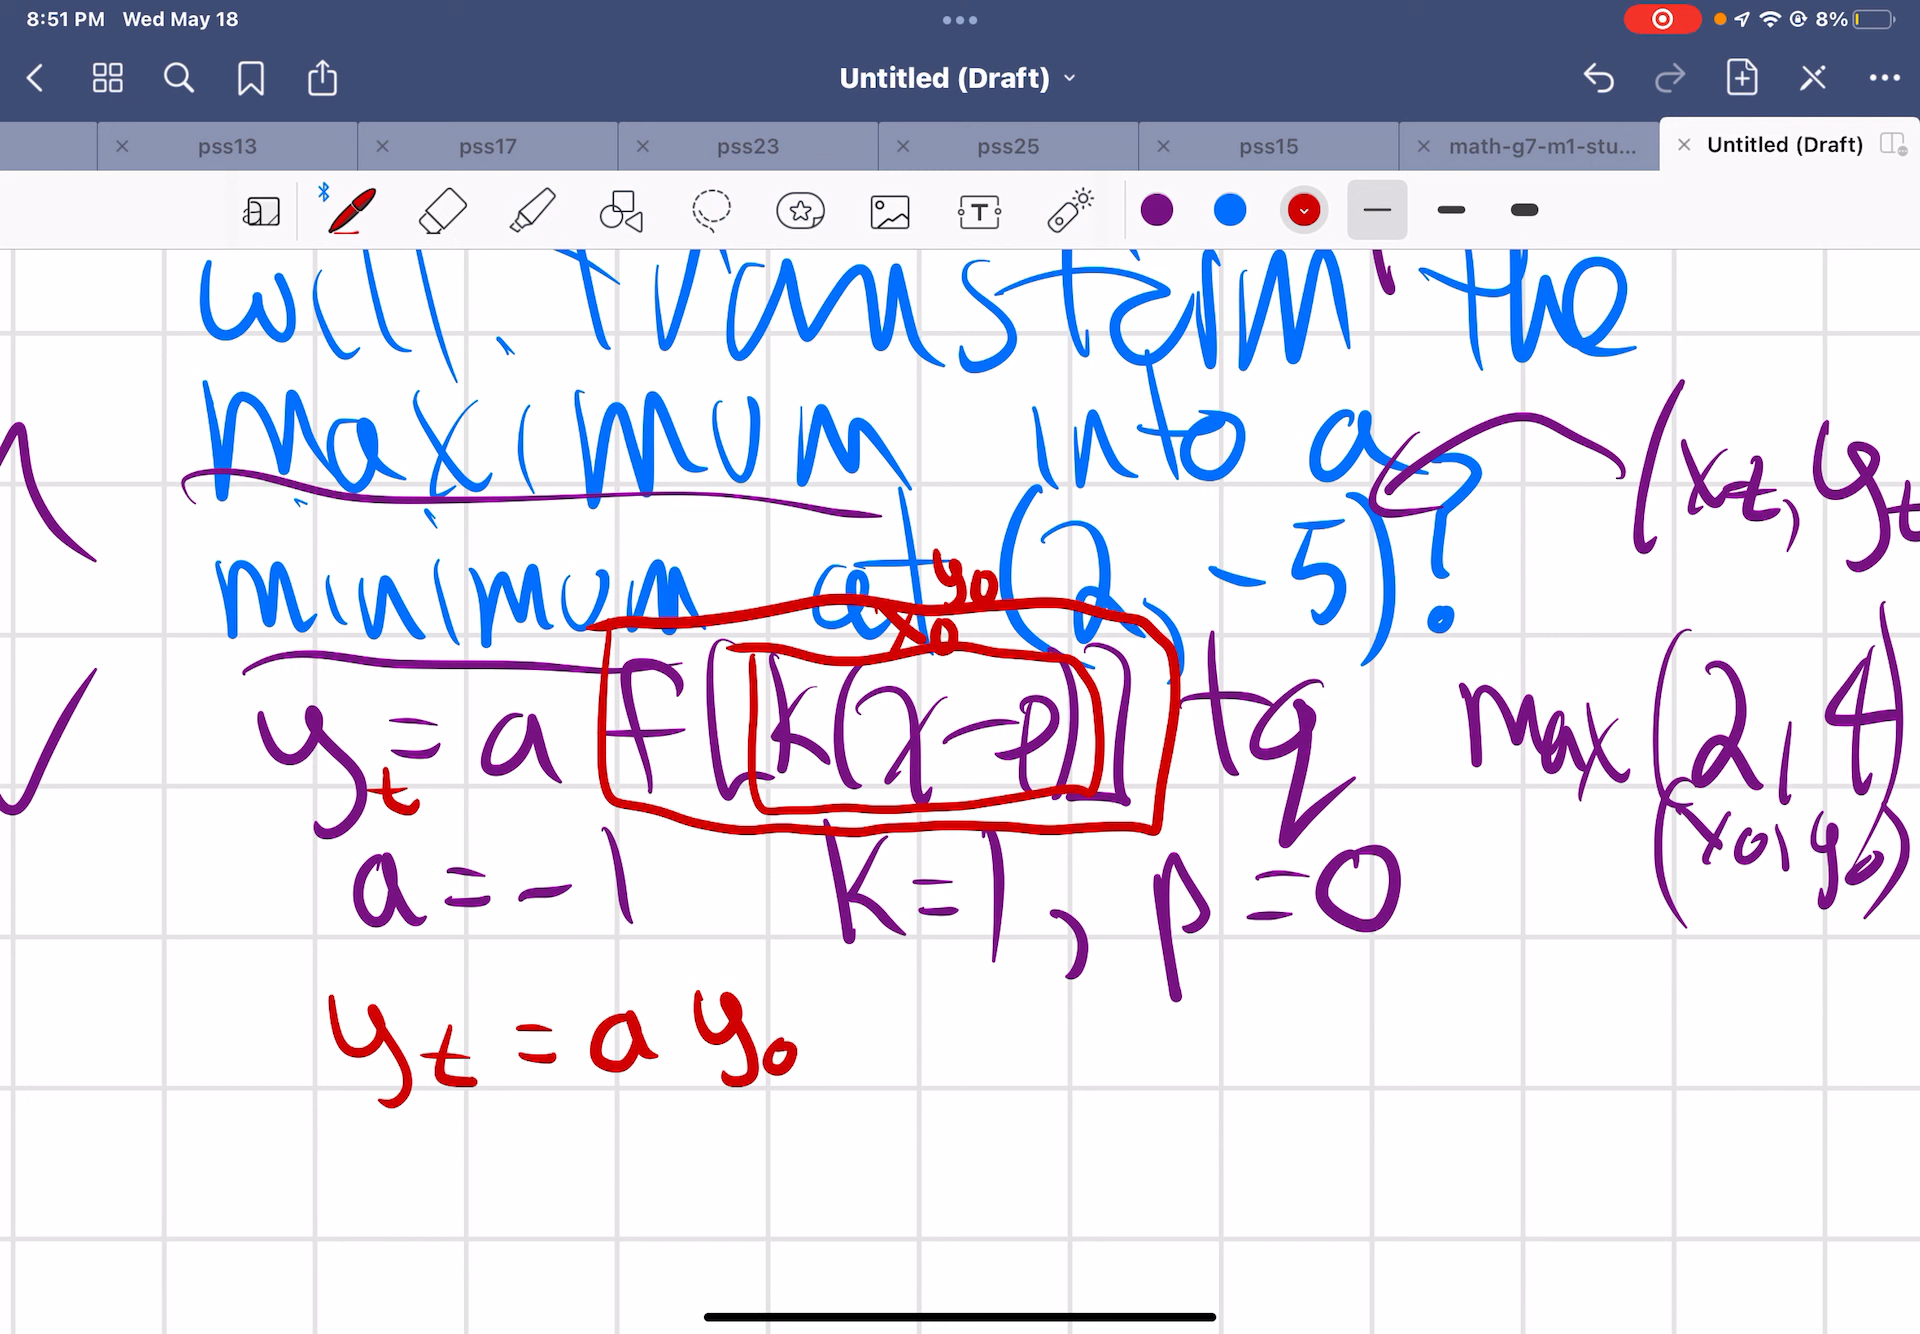 8:51 PM Wed May 18
8%
Untitled (Draft)
pss13
pss17
pss23
pss25
pss15
math-g7-m1-stu...
Untitled (Draft)
T
will transform the
maximum into a
minimum at (2, -5)?
(xt, yt
y0
x0
yt = a f[k(x-p)] + q
max (2, 4)
(x0, y0)
a = -1 k = 1, p = 0
yt = a y0